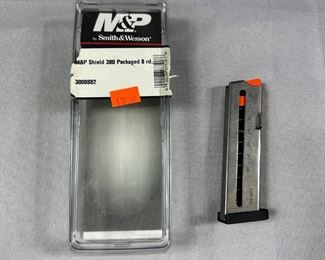 M&P
by Smith&Wesson
M&P Shield 380 Packaged 8 rd.
3008882